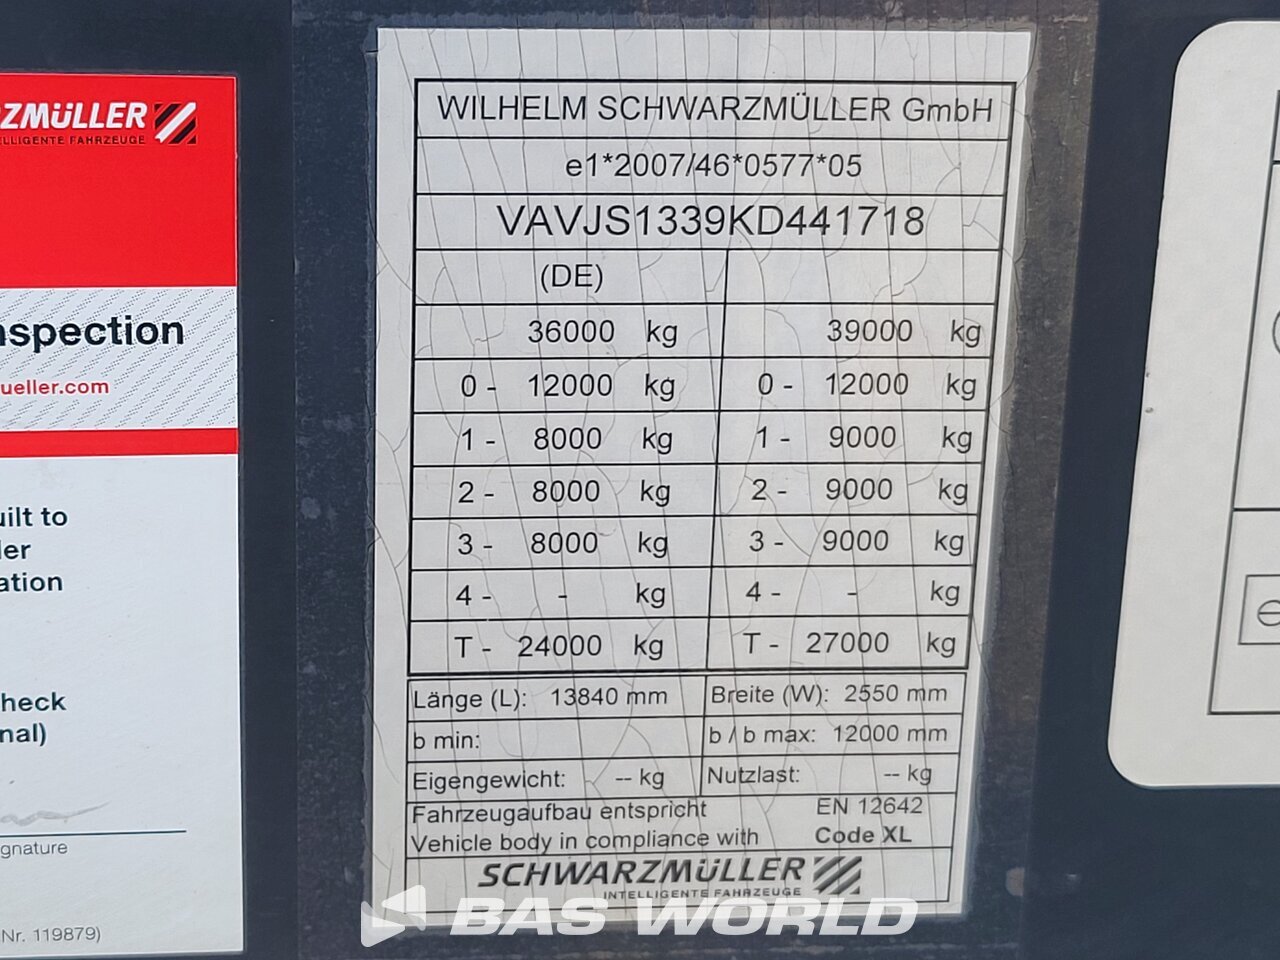 ZMÜLLER
INTELLIGENTE FAHRZEUGE
nspection
ueller.com
uilt to
ler
ation
heck
nal)
gnature
Nr. 119879)
WILHELM SCHWARZMÜLLER GmbH
e1*2007/46*0577*05
VAVJS1339KD441718
(DE)
36000 kg 39000 kg
0 - 12000 kg 0 - 12000 kg
1 - 8000 kg 1 - 9000 kg
2 - 8000 kg 2 - 9000 kg
3 - 8000 kg 3 - 9000 kg
4 - - kg 4 - - kg
T - 24000 kg T - 27000 kg
Länge (L): 13840 mm Breite (W): 2550 mm
b min: b / b max: 12000 mm
Eigengewicht: -- kg Nutzlast: -- kg
Fahrzeugaufbau entspricht EN 12642
Vehicle body in compliance with Code XL
SCHWARZMÜLLER
INTELLIGENTE FAHRZEUGE
BAS WORLD